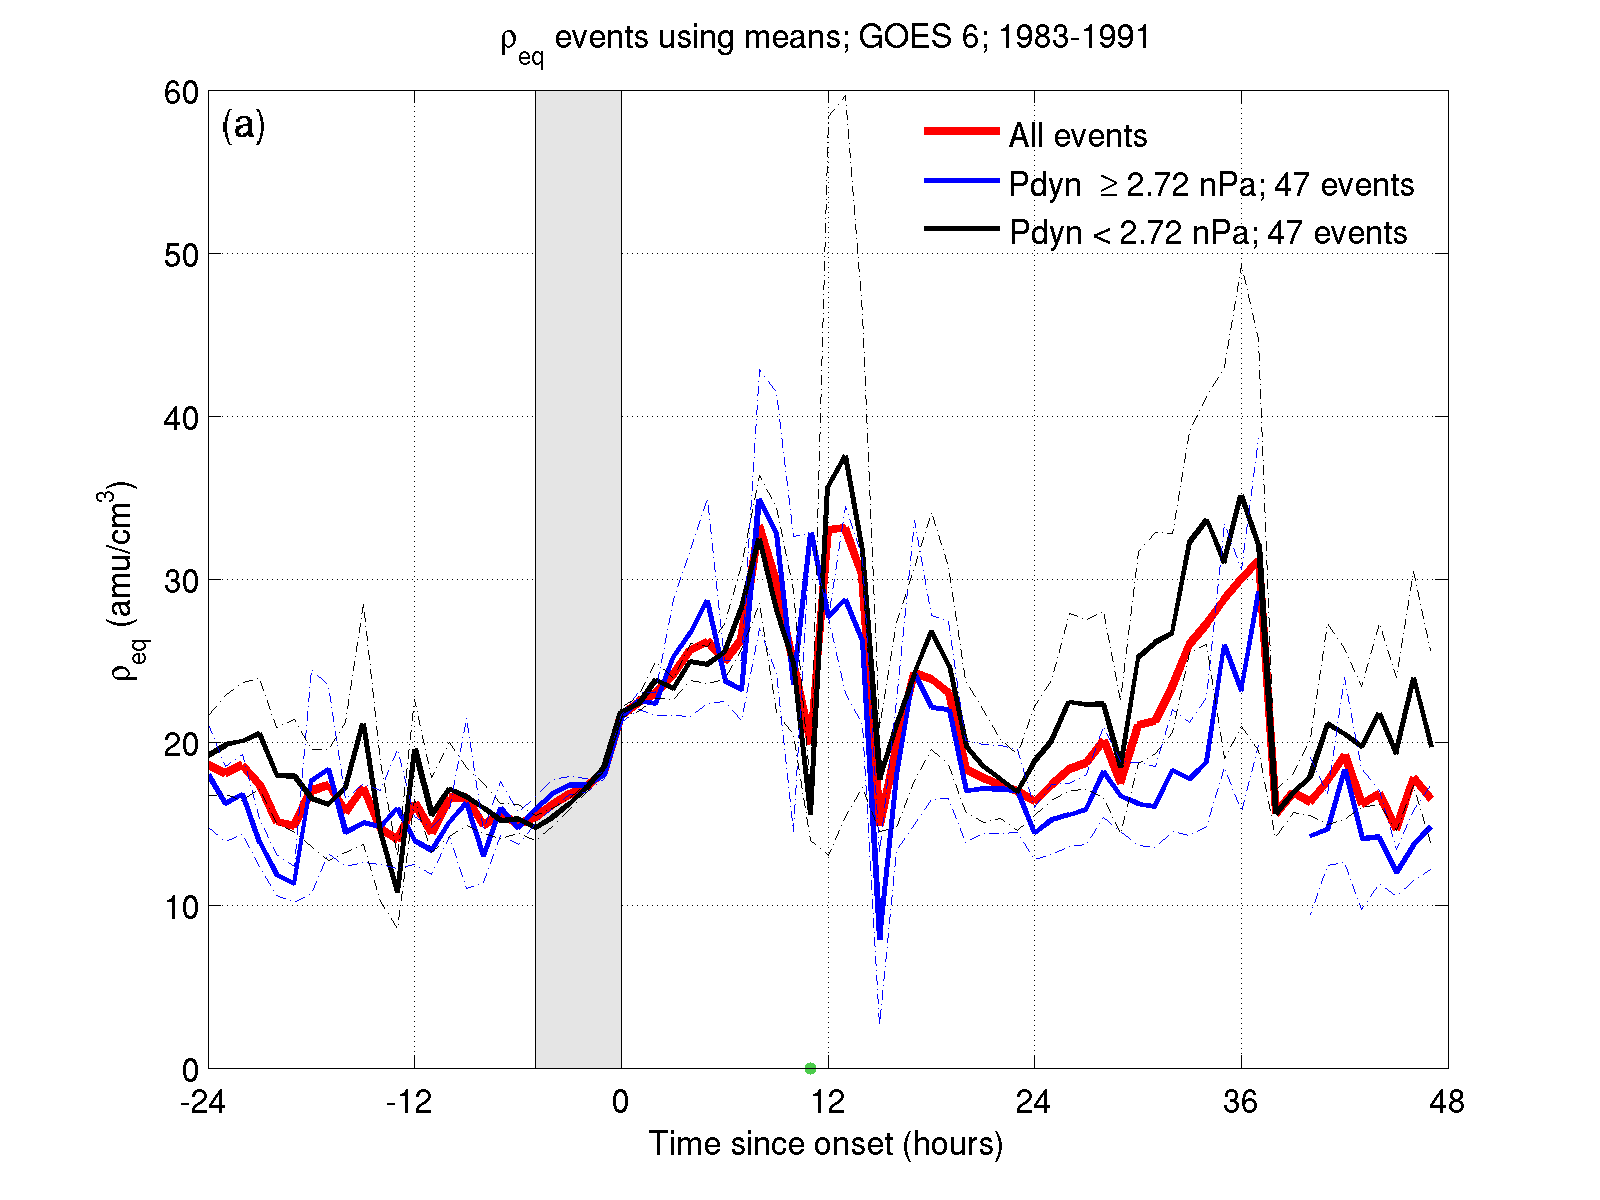 ρeq events using means; GOES 6; 1983-1991
(a)
All events
Pdyn ≥ 2.72 nPa; 47 events
Pdyn < 2.72 nPa; 47 events
60
50
40
30
20
10
0
ρeq (amu/cm³)
-24 -12 0 12 24 36 48
Time since onset (hours)